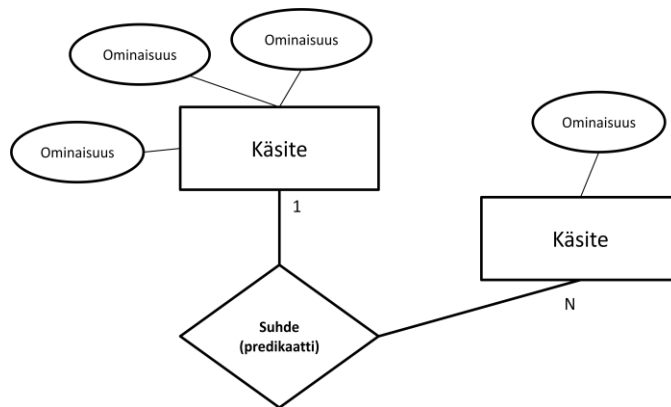 Ominaisuus
Ominaisuus
Ominaisuus
Käsite
1
Ominaisuus
Käsite
N
Suhde
(predikaatti)